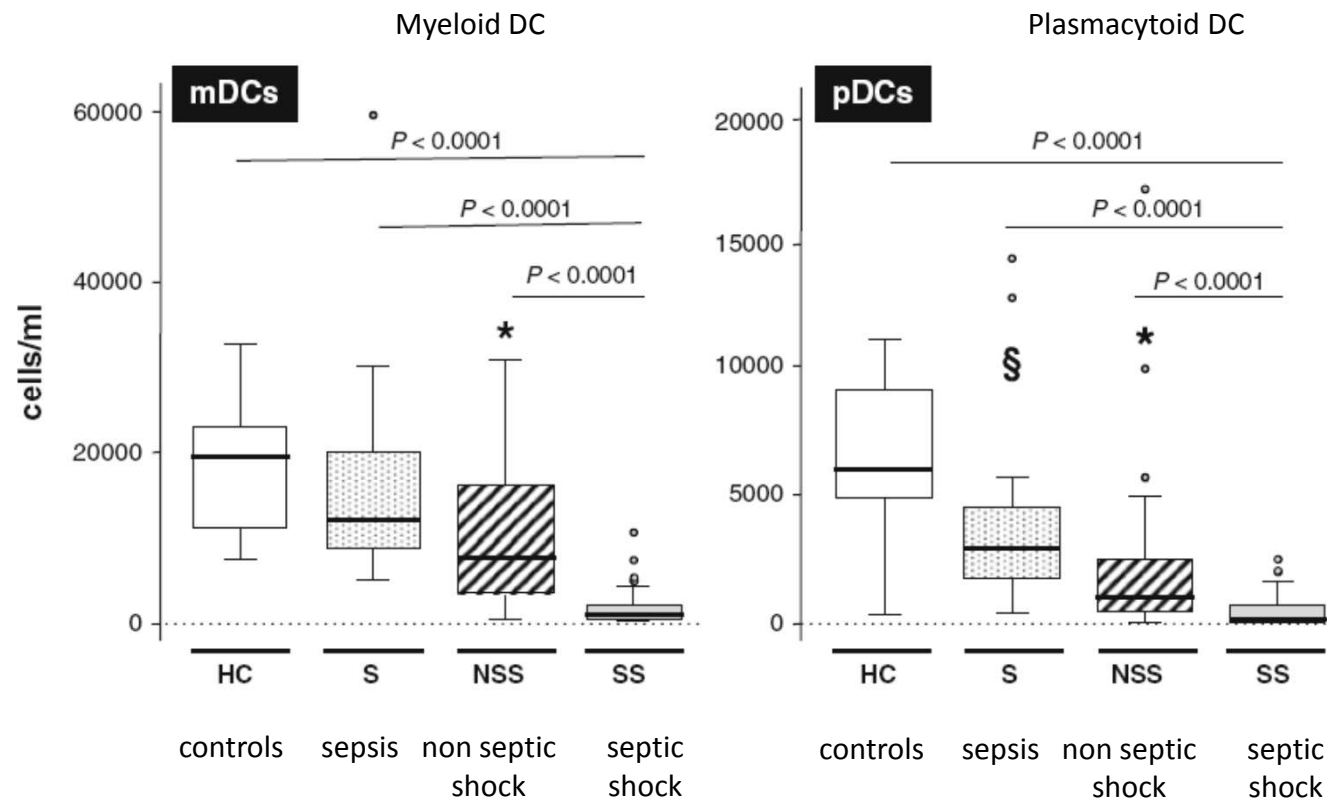 Myeloid DC
Plasmacytoid DC
mDCs
pDCs
cells/ml
60000
40000
20000
0
P < 0.0001
P < 0.0001
P < 0.0001
*
20000
15000
10000
5000
0
P < 0.0001
P < 0.0001
P < 0.0001
§
*
HC
S
NSS
SS
HC
S
NSS
SS
controls
sepsis
non septic
shock
septic
shock
controls
sepsis
non septic
shock
septic
shock